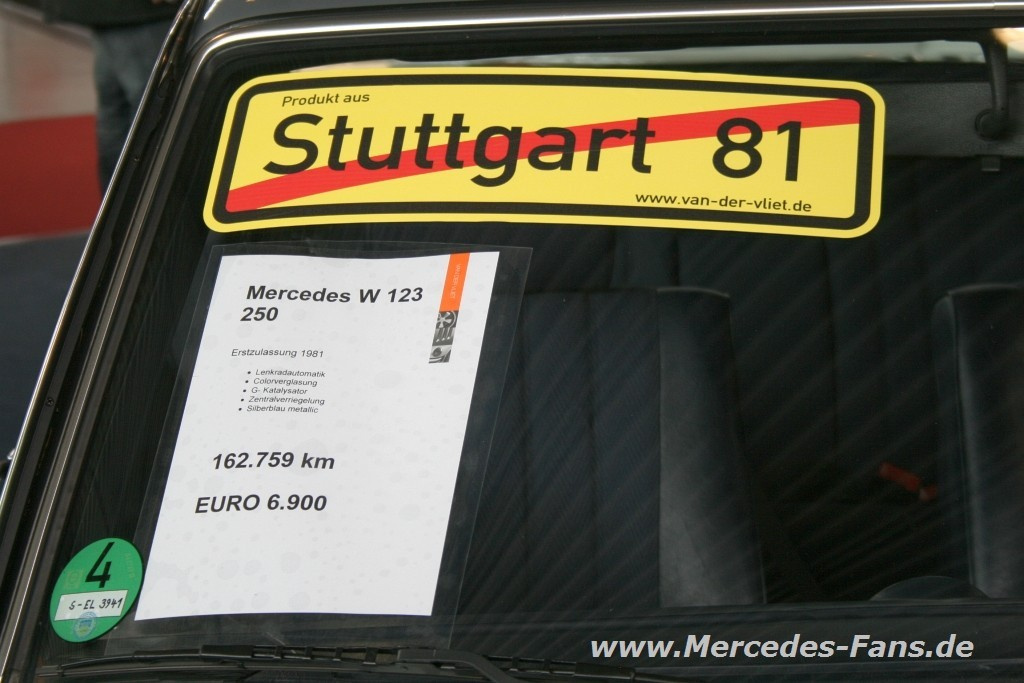 Produkt aus
Stuttgart 81
www.van-der-vliet.de
Mercedes W 123
250
Erstzulassung 1981
• Lenkradautomatik
• Colorverglasung
• G- Katalysator
• Zentralverriegelung
• Silberblau metallic
162.759 km
EURO 6.900
4
S-EL 3941
www.Mercedes-Fans.de